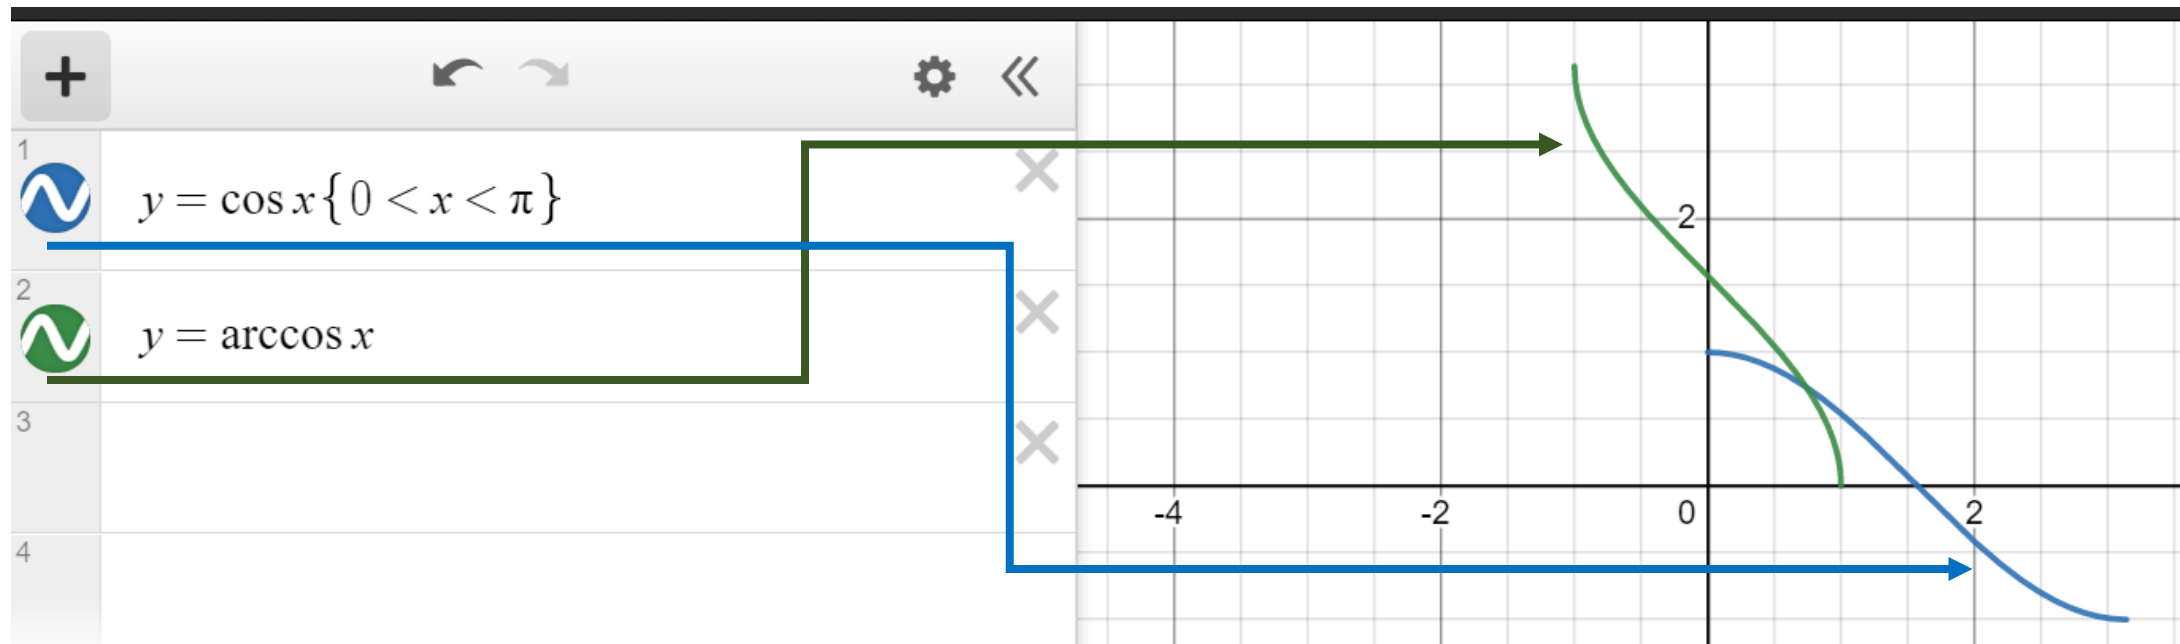 1
y = cos x{0 < x < π}
2
y = arccos x
3
4
2
-4 -2 0 2